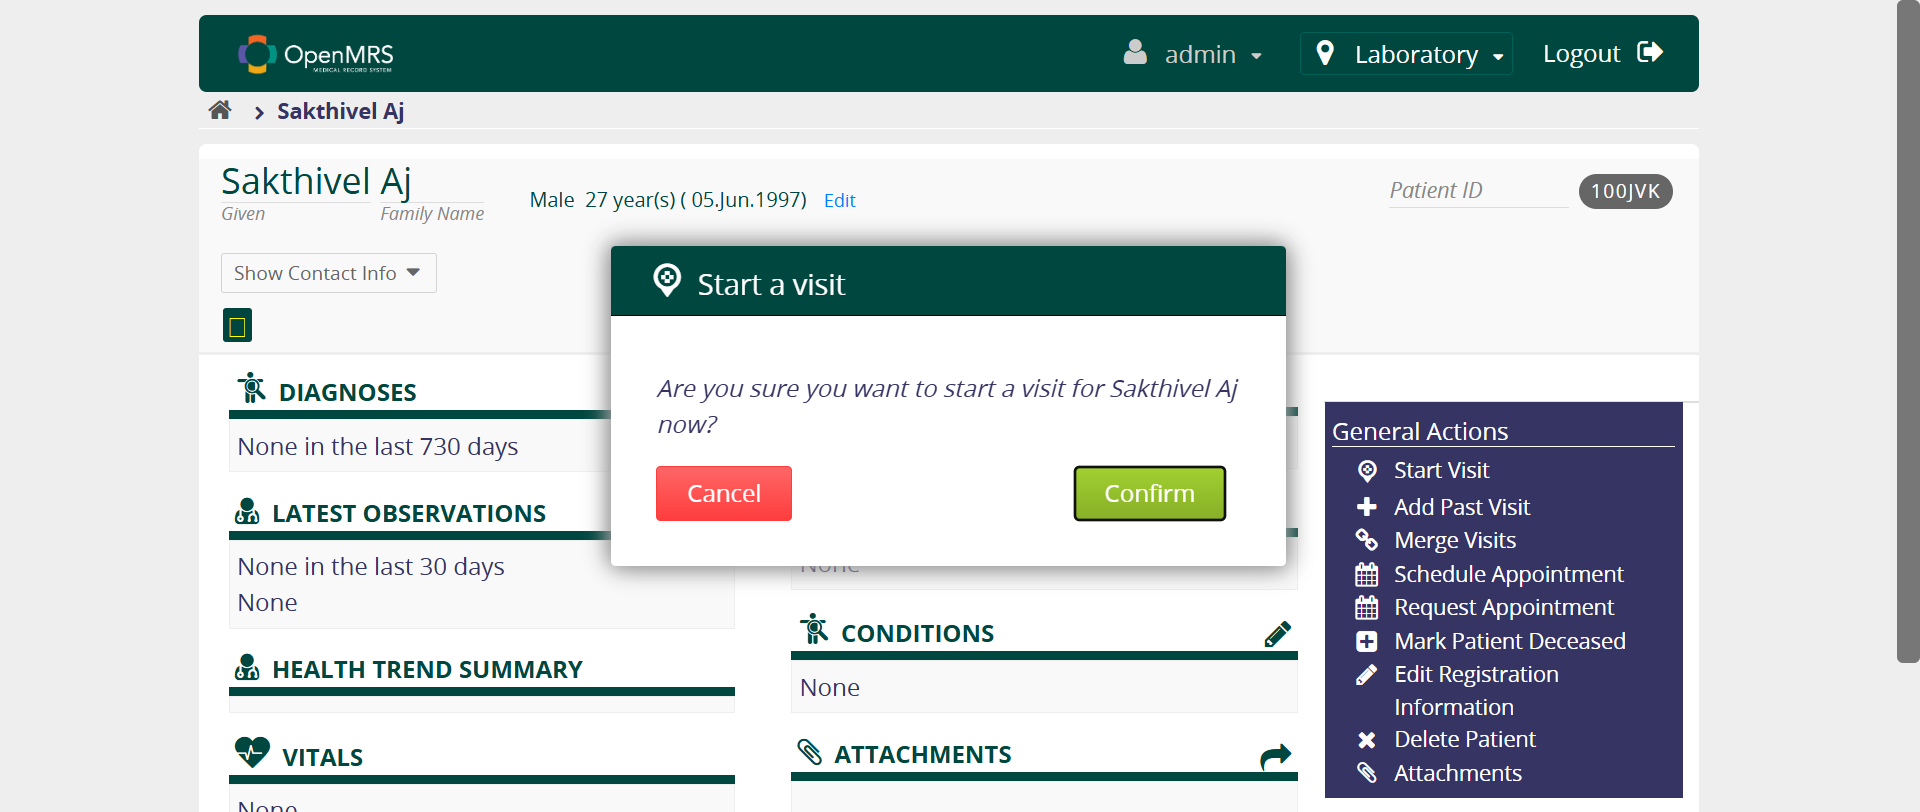 OpenMRS
MEDICAL RECORD SYSTEM
admin
Laboratory
Logout
Sakthivel Aj
Sakthivel Aj
Given Family Name
Male 27 year(s) ( 05.Jun.1997) Edit
Patient ID 100JVK
Show Contact Info
Start a visit
Are you sure you want to start a visit for Sakthivel Aj
now?
Cancel Confirm
DIAGNOSES
None in the last 730 days
LATEST OBSERVATIONS
None in the last 30 days
None
HEALTH TREND SUMMARY
VITALS
None
None
CONDITIONS
None
ATTACHMENTS
General Actions
Start Visit
Add Past Visit
Merge Visits
Schedule Appointment
Request Appointment
Mark Patient Deceased
Edit Registration
Information
Delete Patient
Attachments